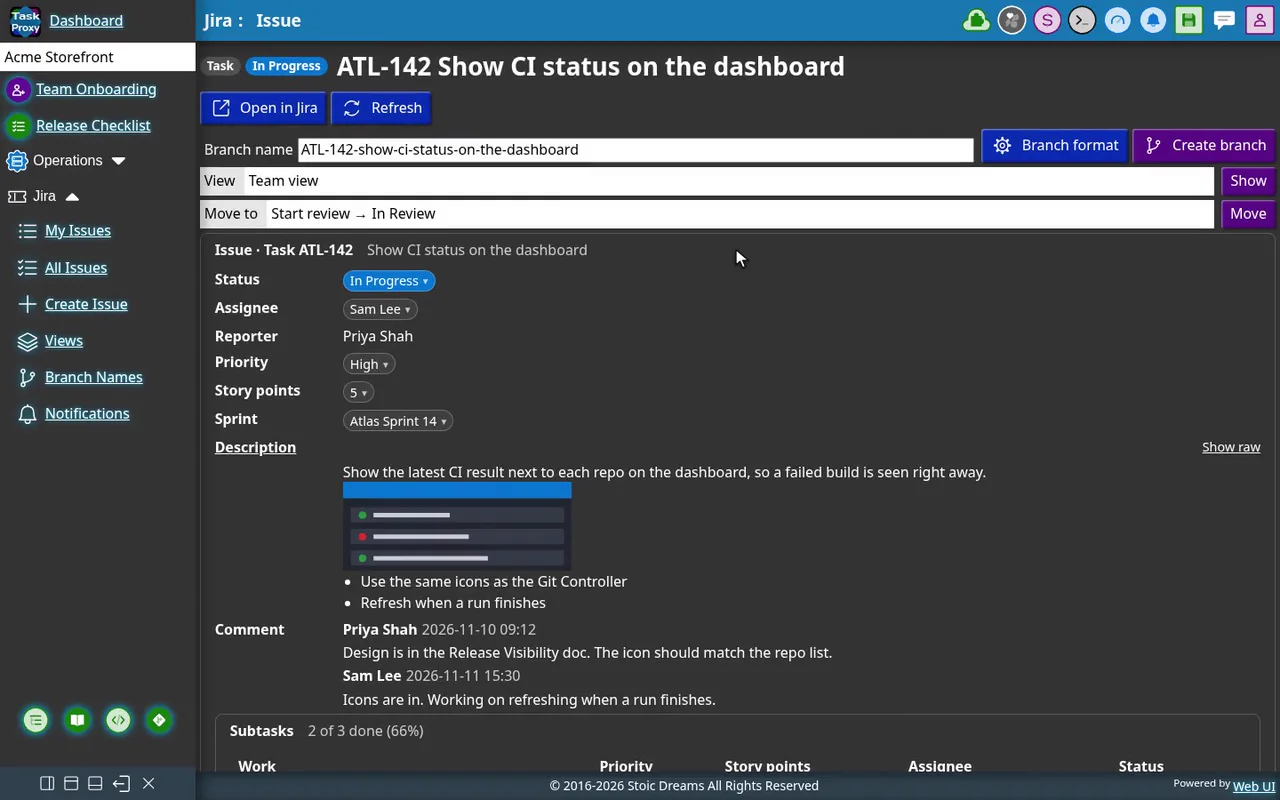 Task Proxy
Dashboard
Jira : Issue
S
Acme Storefront
Team Onboarding
Release Checklist
Operations
Jira
My Issues
All Issues
Create Issue
Views
Branch Names
Notifications
Task In Progress ATL-142 Show CI status on the dashboard
Open in Jira Refresh
Branch name ATL-142-show-ci-status-on-the-dashboard Branch format Create branch
View Team view Show
Move to Start review → In Review Move
Issue · Task ATL-142 Show CI status on the dashboard
Status In Progress ▾
Assignee Sam Lee ▾
Reporter Priya Shah
Priority High ▾
Story points 5 ▾
Sprint Atlas Sprint 14 ▾
Description Show raw
Show the latest CI result next to each repo on the dashboard, so a failed build is seen right away.
• Use the same icons as the Git Controller
• Refresh when a run finishes
Comment Priya Shah 2026-11-10 09:12
Design is in the Release Visibility doc. The icon should match the repo list.
Sam Lee 2026-11-11 15:30
Icons are in. Working on refreshing when a run finishes.
Subtasks 2 of 3 done (66%)
Work Priority Story points Assignee Status
© 2016-2026 Stoic Dreams All Rights Reserved
Powered by Web UI